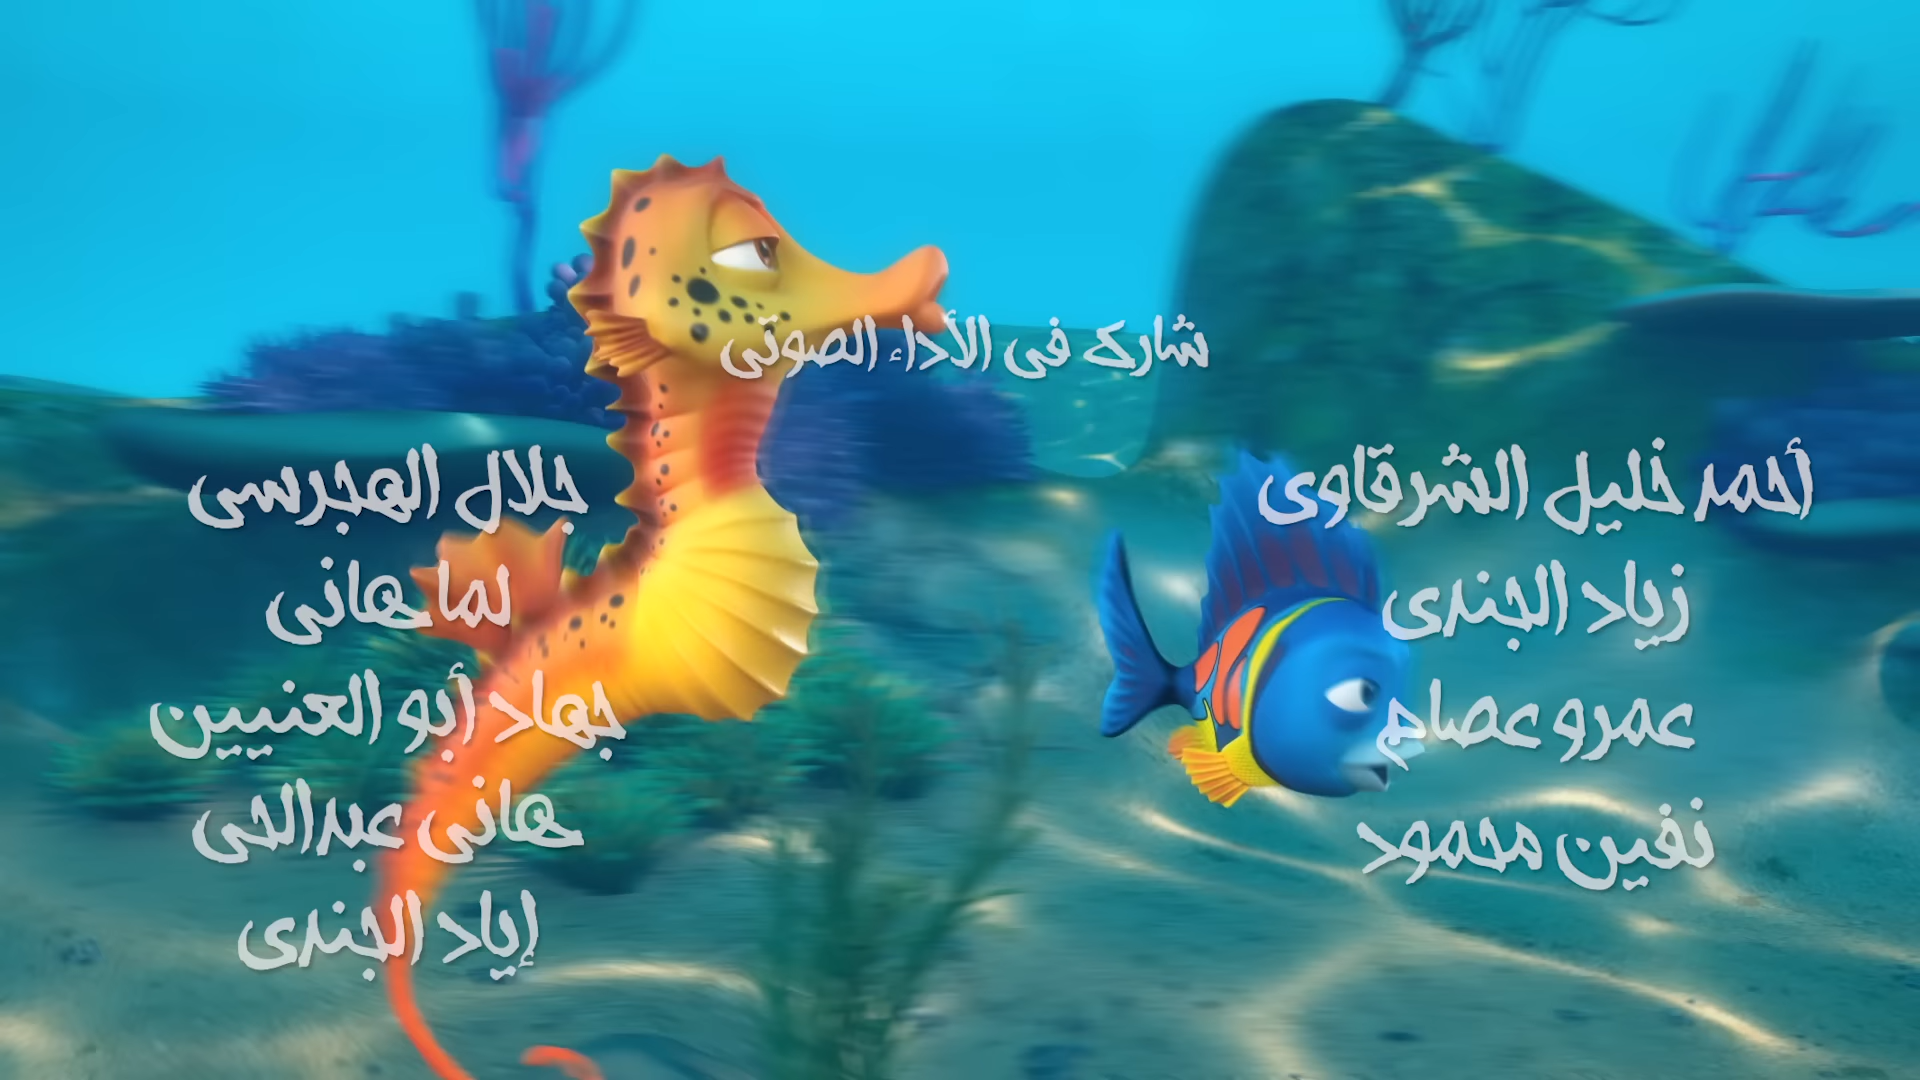 شارك فى الأداء الصوتى
أحمد خليل الشرقاوى
زياد الجندى
عمرو عصام
نفين محمود
جلال الهجرسى
لما هانى
جهاد أبو العنيين
هانى عبدالحى
إياد الجندى